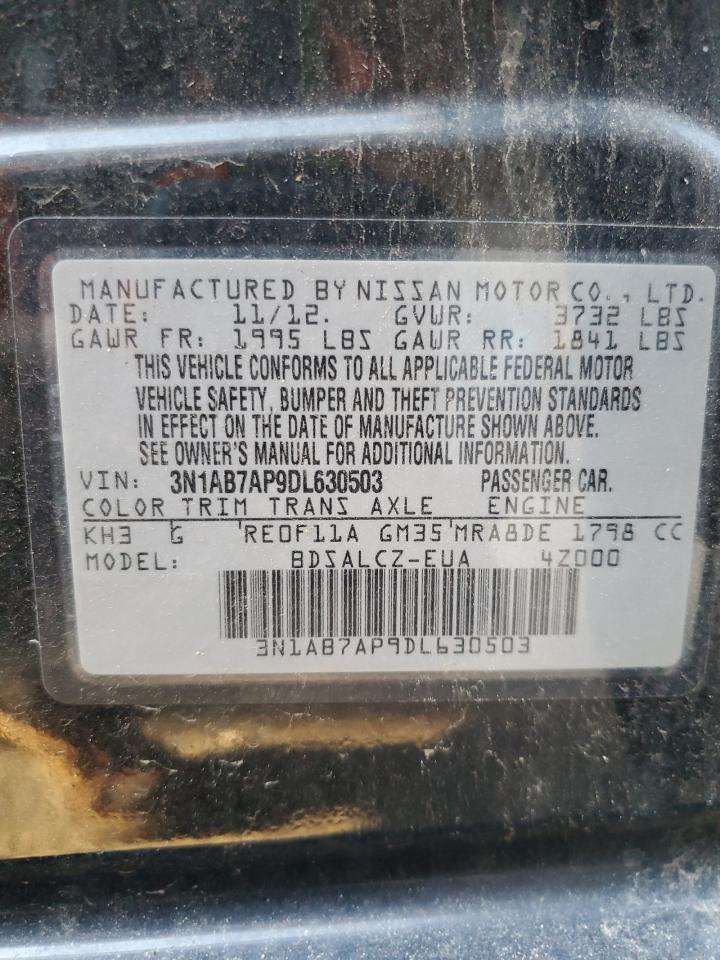 MANUFACTURED BY NISSAN MOTOR CO., LTD.
DATE: 11/12. GVWR: 3732 LBS
GAWR FR: 1995 LBS GAWR RR: 1841 LBS
THIS VEHICLE CONFORMS TO ALL APPLICABLE FEDERAL MOTOR
VEHICLE SAFETY, BUMPER AND THEFT PREVENTION STANDARDS
IN EFFECT ON THE DATE OF MANUFACTURE SHOWN ABOVE.
SEE OWNER'S MANUAL FOR ADDITIONAL INFORMATION.
VIN: 3N1AB7AP9DL630503 PASSENGER CAR.
COLOR TRIM TRANS AXLE ENGINE
KH3 G RE0F11A GM35 MRA8DE 1798 CC
MODEL: BDSALCZ-EUA 4Z000
3N1AB7AP9DL630503